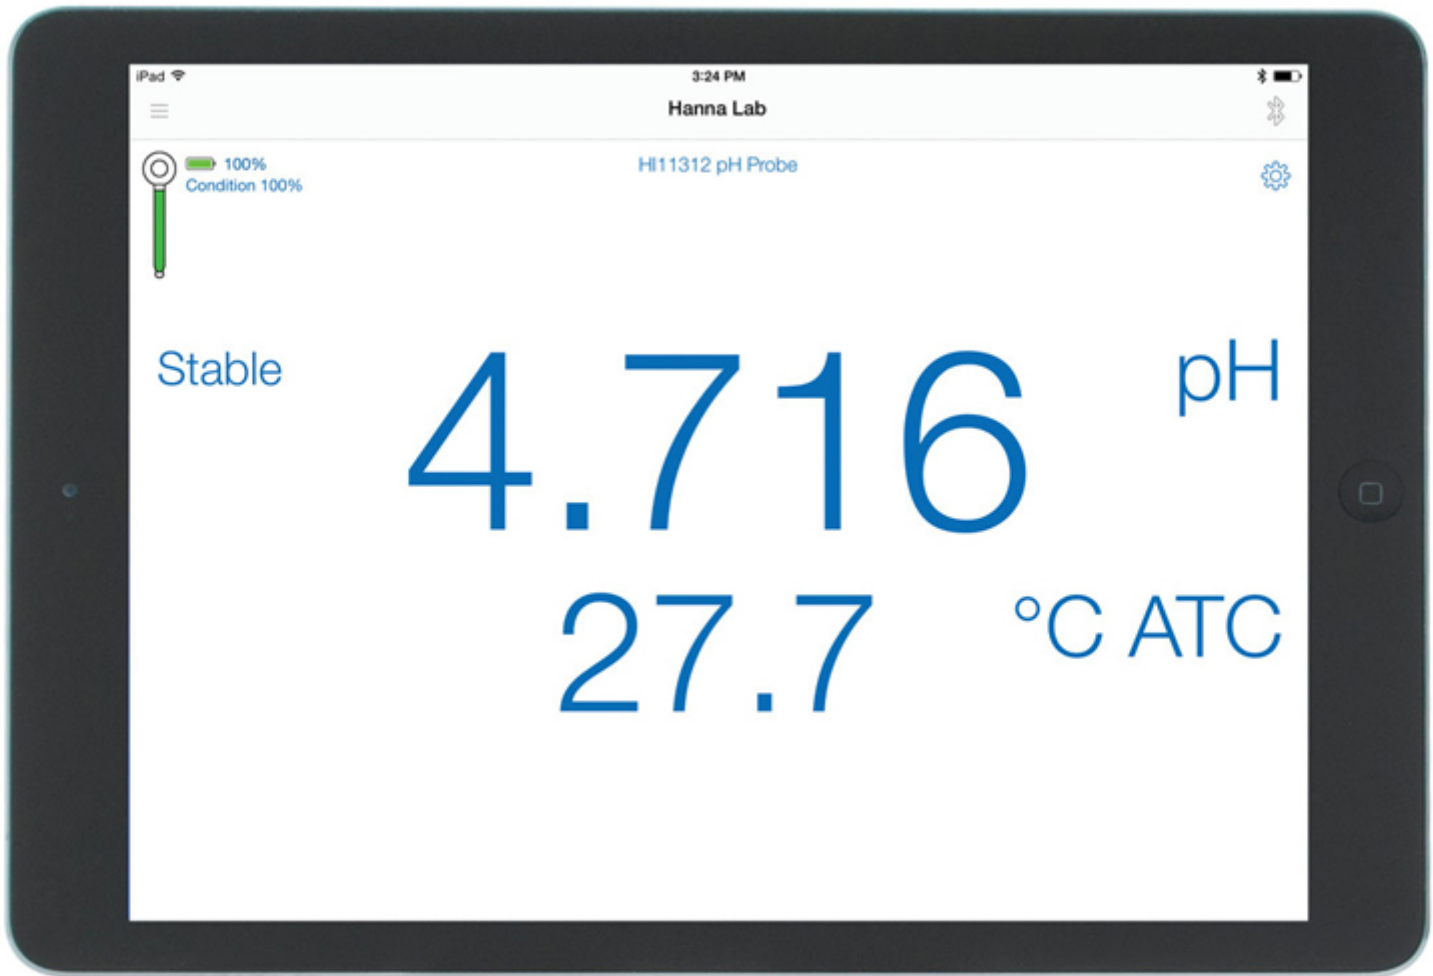 iPad 3:24 PM
Hanna Lab
100%
Condition 100%
HI11312 pH Probe
Stable 4.716 pH
27.7 °C ATC